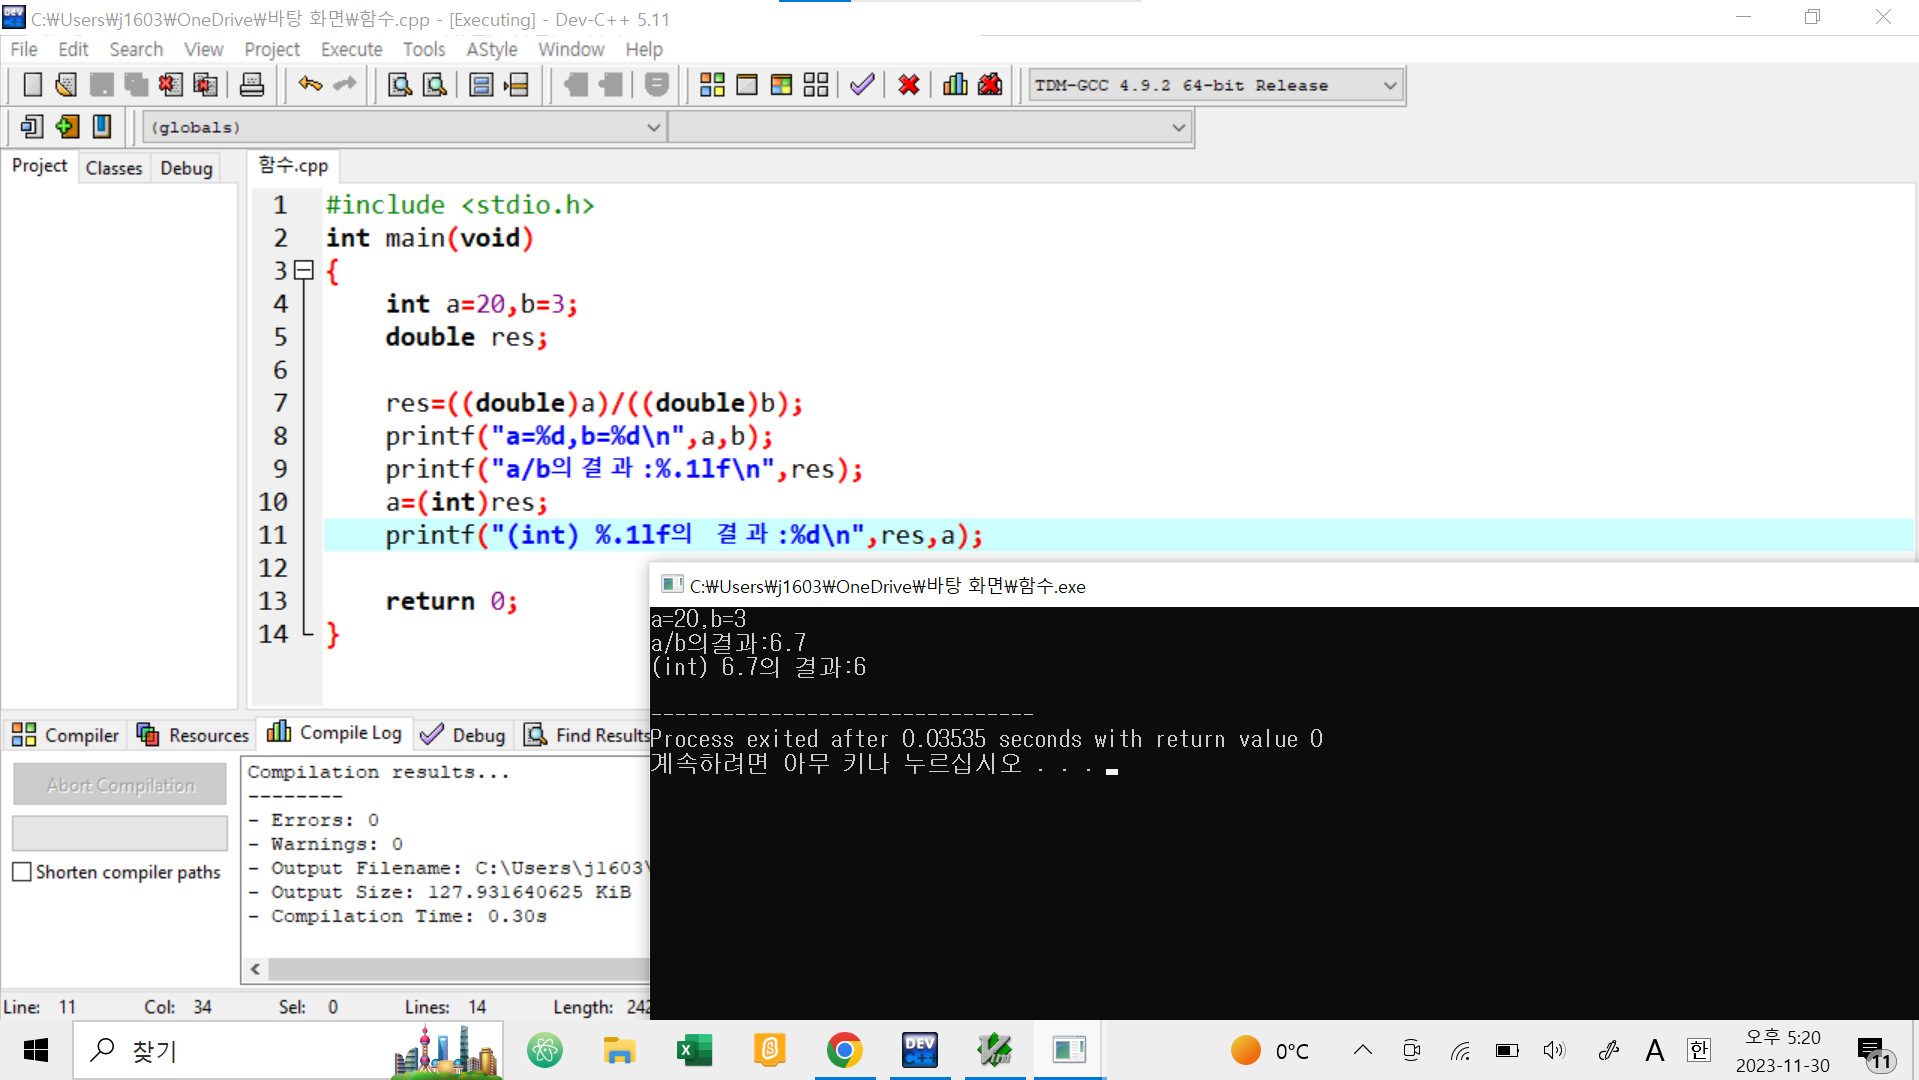 C:₩Users₩j1603₩OneDrive₩바탕 화면₩함수.cpp - [Executing] - Dev-C++ 5.11
File Edit Search View Project Execute Tools AStyle Window Help
TDM-GCC 4.9.2 64-bit Release
(globals)
Project Classes Debug
함수.cpp
1 #include <stdio.h>
2 int main(void)
3 {
4 int a=20,b=3;
5 double res;
6
7 res=((double)a)/((double)b);
8 printf("a=%d,b=%d\n",a,b);
9 printf("a/b의 결과:%.1lf\n",res);
10 a=(int)res;
11 printf("(int) %.1lf의 결과:%d\n",res,a);
12
13 return 0;
14 }
C:₩Users₩j1603₩OneDrive₩바탕 화면₩함수.exe
a=20,b=3
a/b의결과:6.7
(int) 6.7의 결과:6
--------------------------------
Process exited after 0.03535 seconds with return value 0
계속하려면 아무 키나 누르십시오 . . .
Compiler Resources Compile Log Debug Find Results
Abort Compilation
Shorten compiler paths
Compilation results...
--------
- Errors: 0
- Warnings: 0
- Output Filename: C:\Users\j1603\
- Output Size: 127.931640625 KiB
- Compilation Time: 0.30s
Line: 11 Col: 34 Sel: 0 Lines: 14 Length: 242
찾기
DEV C++
0°C
A
한
오후 5:20
2023-11-30
11